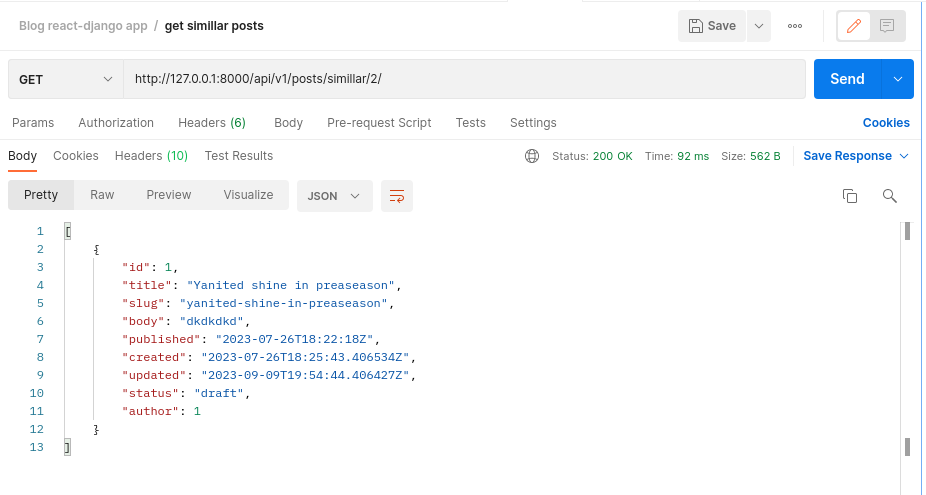 Blog react-django app / get simillar posts Save
GET http://127.0.0.1:8000/api/v1/posts/simillar/2/ Send
Params Authorization Headers (6) Body Pre-request Script Tests Settings Cookies
Body Cookies Headers (10) Test Results Status: 200 OK Time: 92 ms Size: 562 B Save Response
Pretty Raw Preview Visualize JSON
1 [
2 {
3 "id": 1,
4 "title": "Yanited shine in preaseason",
5 "slug": "yanited-shine-in-preaseason",
6 "body": "dkdkdkd",
7 "published": "2023-07-26T18:22:18Z",
8 "created": "2023-07-26T18:25:43.406534Z",
9 "updated": "2023-09-09T19:54:44.406427Z",
10 "status": "draft",
11 "author": 1
12 }
13 ]